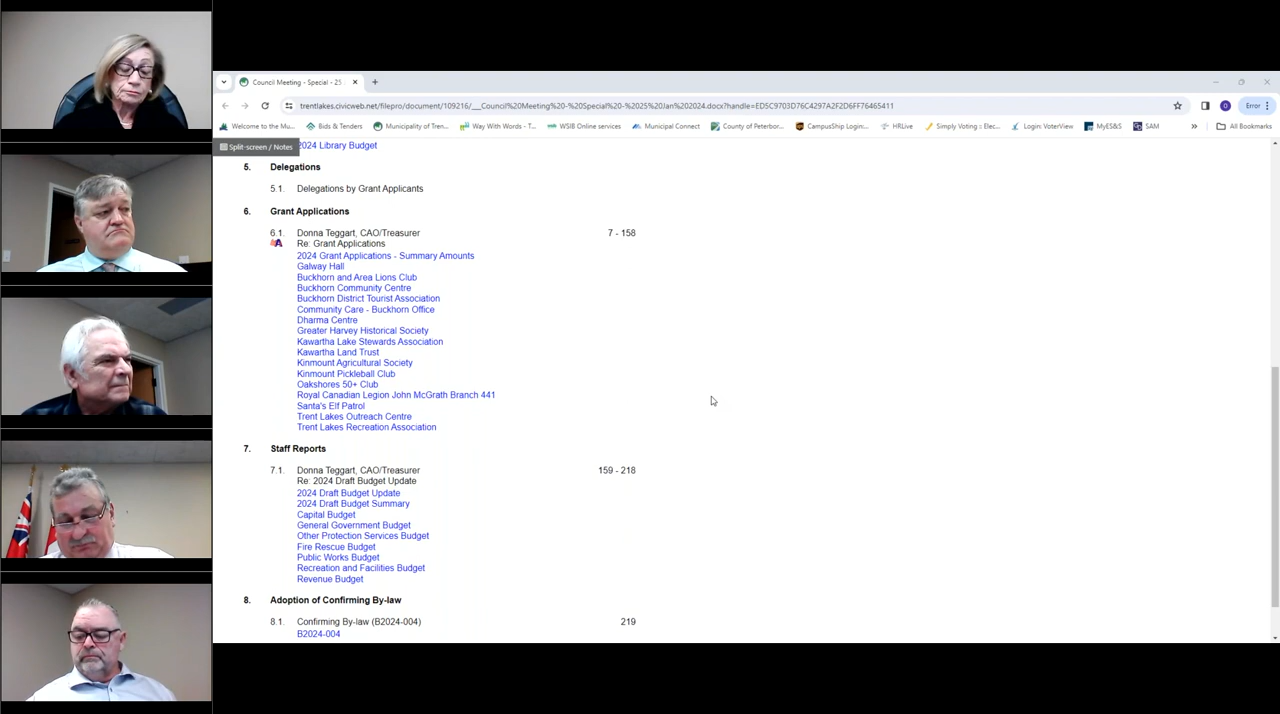 Council Meeting - Special - 25
trentlakes.civicweb.net/filepro/document/109216/__Council%20Meeting%20-%20Special%20-%2025%20Jan%202024.docx?handle=ED5C9703D76C4297A2F2D6FF76465411
Error
Welcome to the Mu...
Bids & Tenders
Municipality of Tren...
Way With Words - T...
WSIB Online services
Municipal Connect
County of Peterbor...
CampusShip Login:...
HRLive
Simply Voting :: Elec...
Login: VoterView
MyES&S
SAM
All Bookmarks
Split-screen / Notes
2024 Library Budget
5. Delegations
5.1. Delegations by Grant Applicants
6. Grant Applications
6.1. Donna Teggart, CAO/Treasurer 7 - 158
Re: Grant Applications
2024 Grant Applications - Summary Amounts
Galway Hall
Buckhorn and Area Lions Club
Buckhorn Community Centre
Buckhorn District Tourist Association
Community Care - Buckhorn Office
Dharma Centre
Greater Harvey Historical Society
Kawartha Lake Stewards Association
Kawartha Land Trust
Kinmount Agricultural Society
Kinmount Pickleball Club
Oakshores 50+ Club
Royal Canadian Legion John McGrath Branch 441
Santa's Elf Patrol
Trent Lakes Outreach Centre
Trent Lakes Recreation Association
7. Staff Reports
7.1. Donna Teggart, CAO/Treasurer 159 - 218
Re: 2024 Draft Budget Update
2024 Draft Budget Update
2024 Draft Budget Summary
Capital Budget
General Government Budget
Other Protection Services Budget
Fire Rescue Budget
Public Works Budget
Recreation and Facilities Budget
Revenue Budget
8. Adoption of Confirming By-law
8.1. Confirming By-law (B2024-004) 219
B2024-004